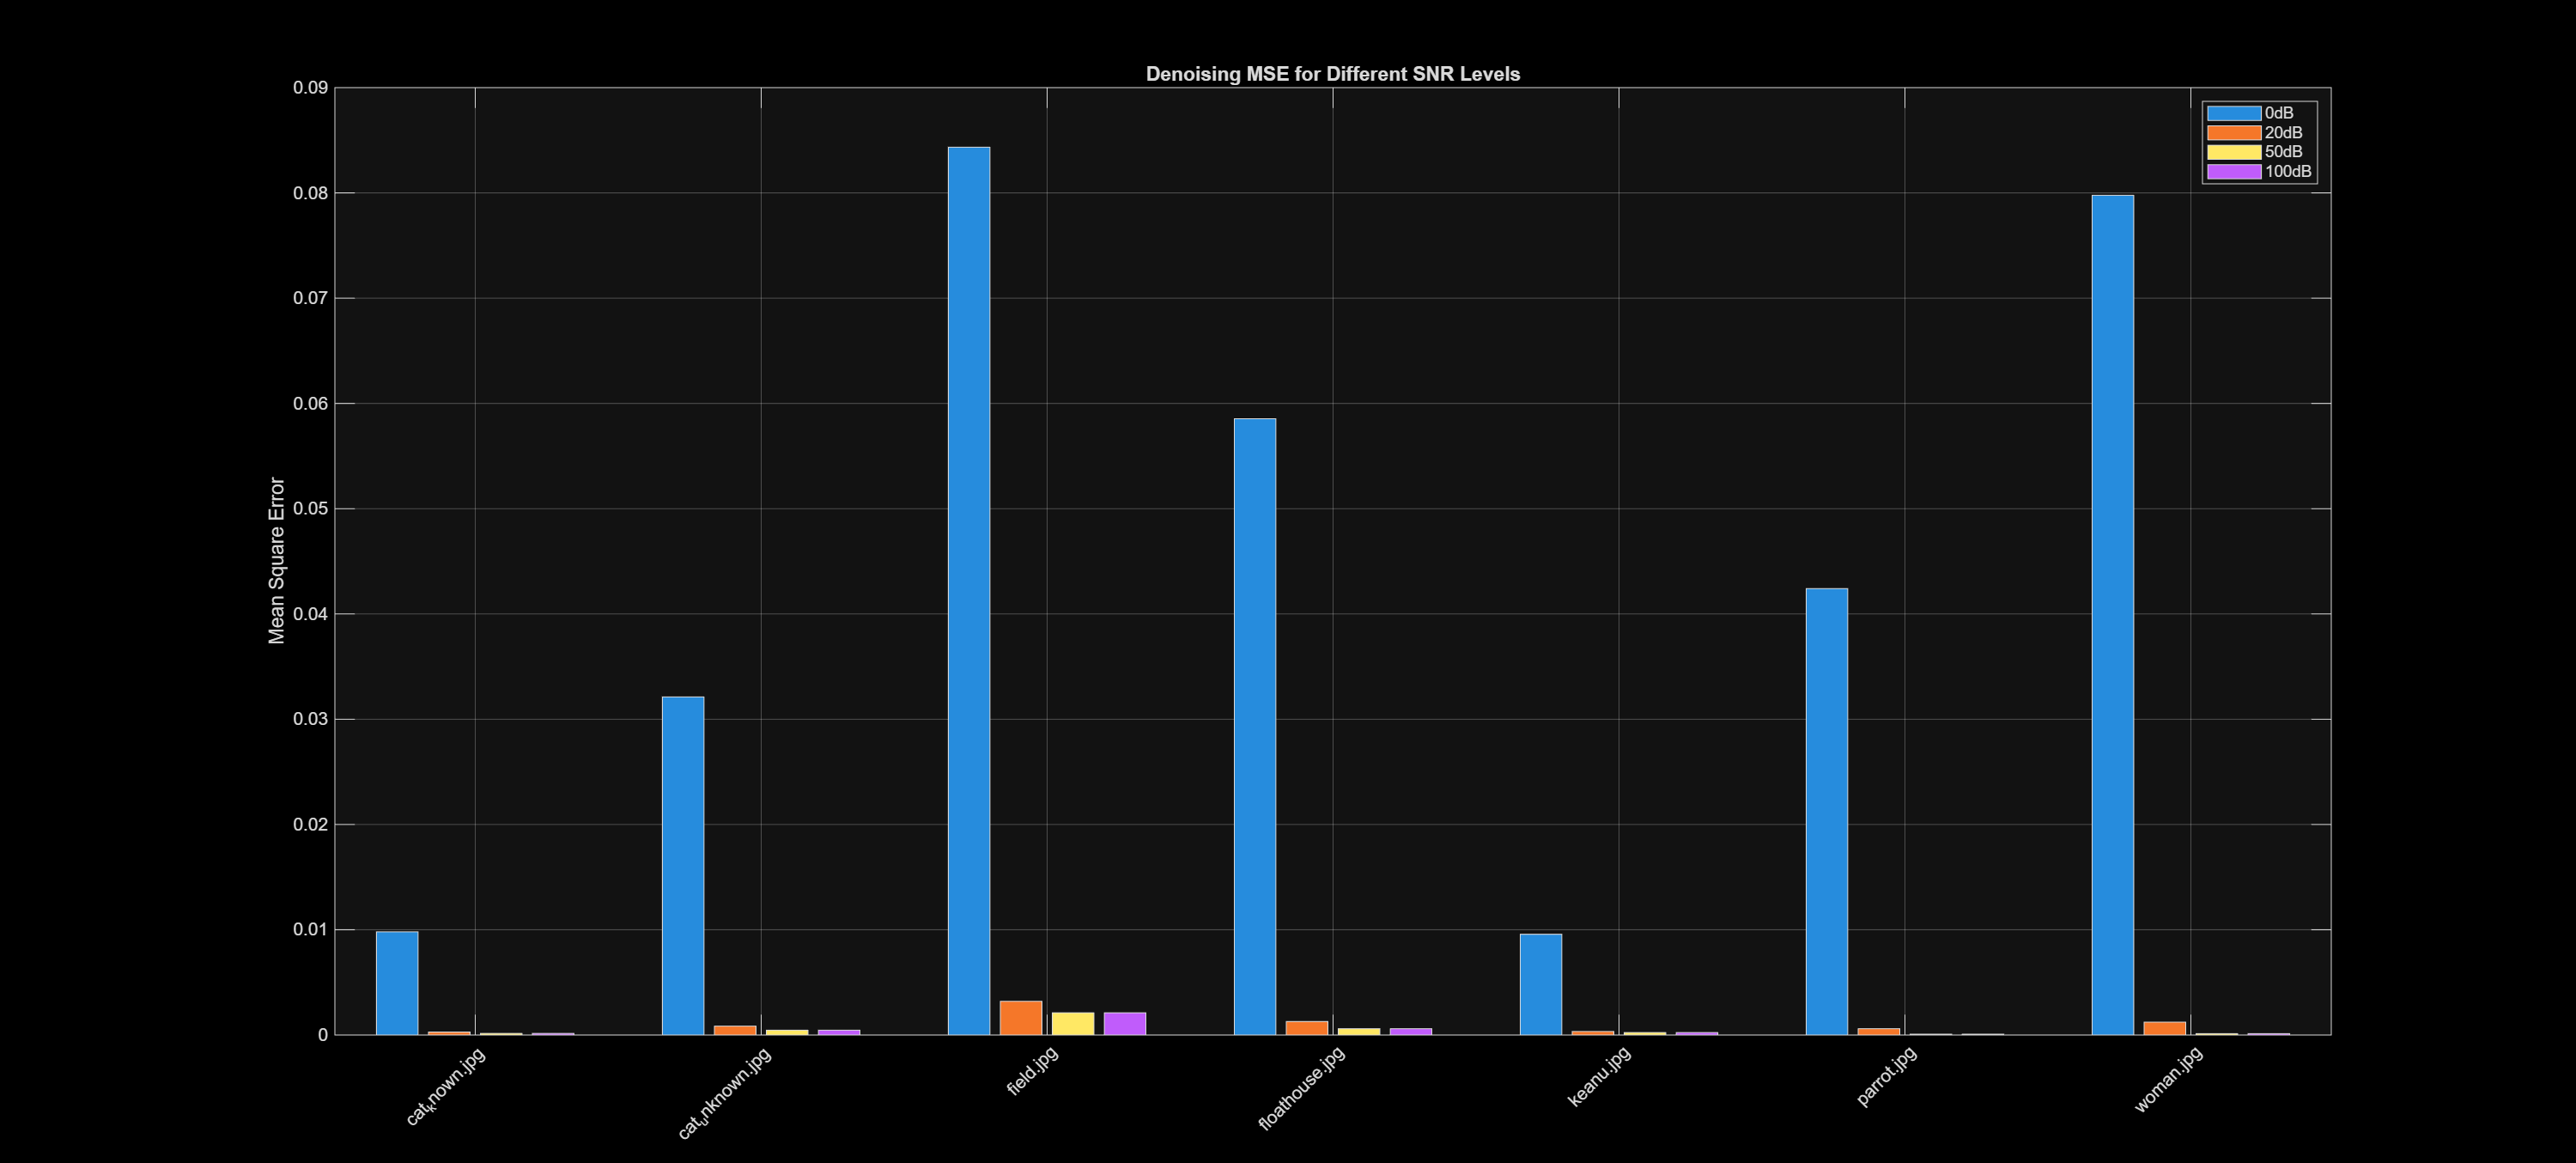 Denoising MSE for Different SNR Levels
0.09
0.08
0.07
0.06
0.05
0.04
0.03
0.02
0.01
0
Mean Square Error
0dB
20dB
50dB
100dB
cat_known.jpg
cat_unknown.jpg
field.jpg
floathouse.jpg
keanu.jpg
parrot.jpg
woman.jpg